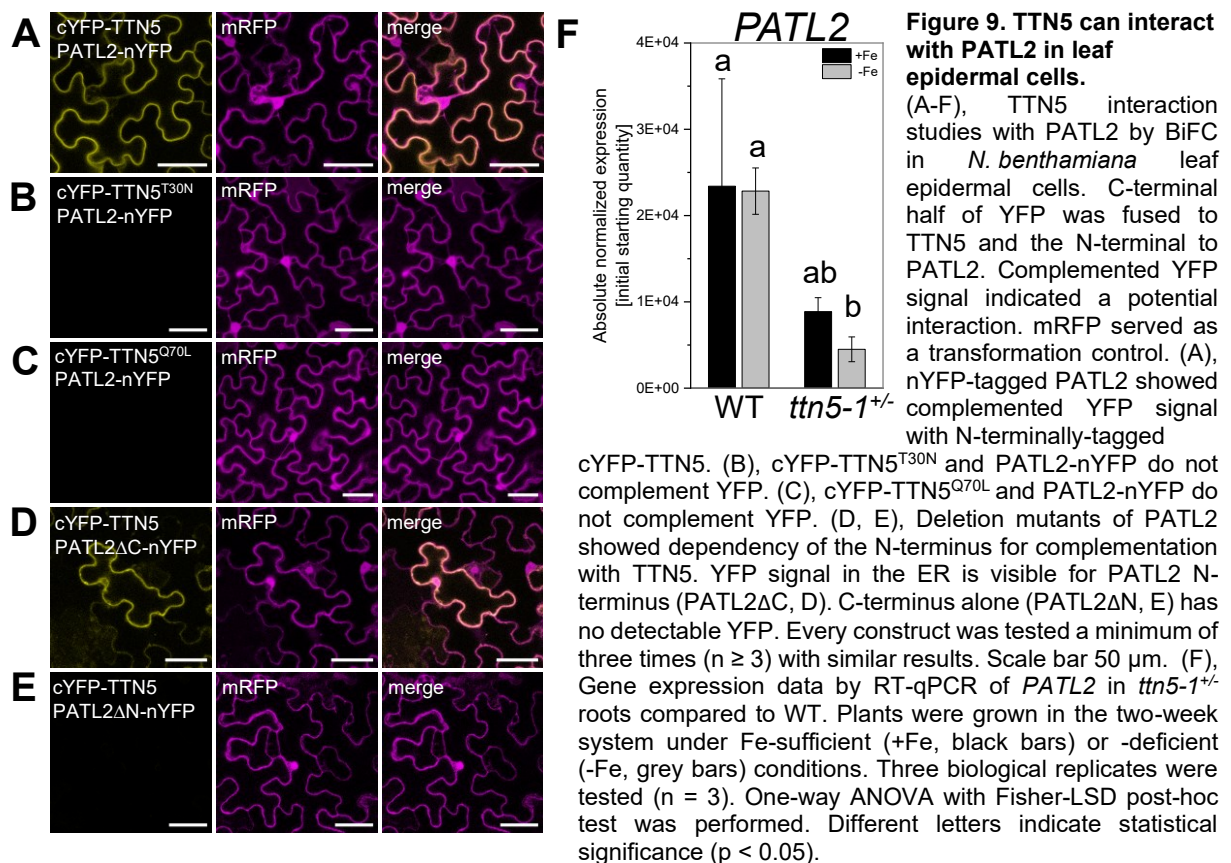 A
cYFP-TTN5
PATL2-nYFP
mRFP
merge
B
cYFP-TTN5T30N
PATL2-nYFP
mRFP
merge
C
cYFP-TTN5Q70L
PATL2-nYFP
mRFP
merge
D
cYFP-TTN5
PATL2ΔC-nYFP
mRFP
merge
E
cYFP-TTN5
PATL2ΔN-nYFP
mRFP
merge
F
PATL2
Absolute normalized expression
[initial starting quantity]
4E+04
3E+04
2E+04
1E+04
0E+00
+Fe
-Fe
a
a
ab
b
WT
ttn5-1+/-
Figure 9. TTN5 can interact
with PATL2 in leaf
epidermal cells.
(A-F), TTN5 interaction
studies with PATL2 by BiFC
in N. benthamiana leaf
epidermal cells. C-terminal
half of YFP was fused to
TTN5 and the N-terminal to
PATL2. Complemented YFP
signal indicated a potential
interaction. mRFP served as
a transformation control. (A),
nYFP-tagged PATL2 showed
complemented YFP signal
with N-terminally-tagged
cYFP-TTN5. (B), cYFP-TTN5T30N and PATL2-nYFP do not
complement YFP. (C), cYFP-TTN5Q70L and PATL2-nYFP do
not complement YFP. (D, E), Deletion mutants of PATL2
showed dependency of the N-terminus for complementation
with TTN5. YFP signal in the ER is visible for PATL2 N-
terminus (PATL2ΔC, D). C-terminus alone (PATL2ΔN, E) has
no detectable YFP. Every construct was tested a minimum of
three times (n ≥ 3) with similar results. Scale bar 50 µm. (F),
Gene expression data by RT-qPCR of PATL2 in ttn5-1+/-
roots compared to WT. Plants were grown in the two-week
system under Fe-sufficient (+Fe, black bars) or -deficient
(-Fe, grey bars) conditions. Three biological replicates were
tested (n = 3). One-way ANOVA with Fisher-LSD post-hoc
test was performed. Different letters indicate statistical
significance (p < 0.05).